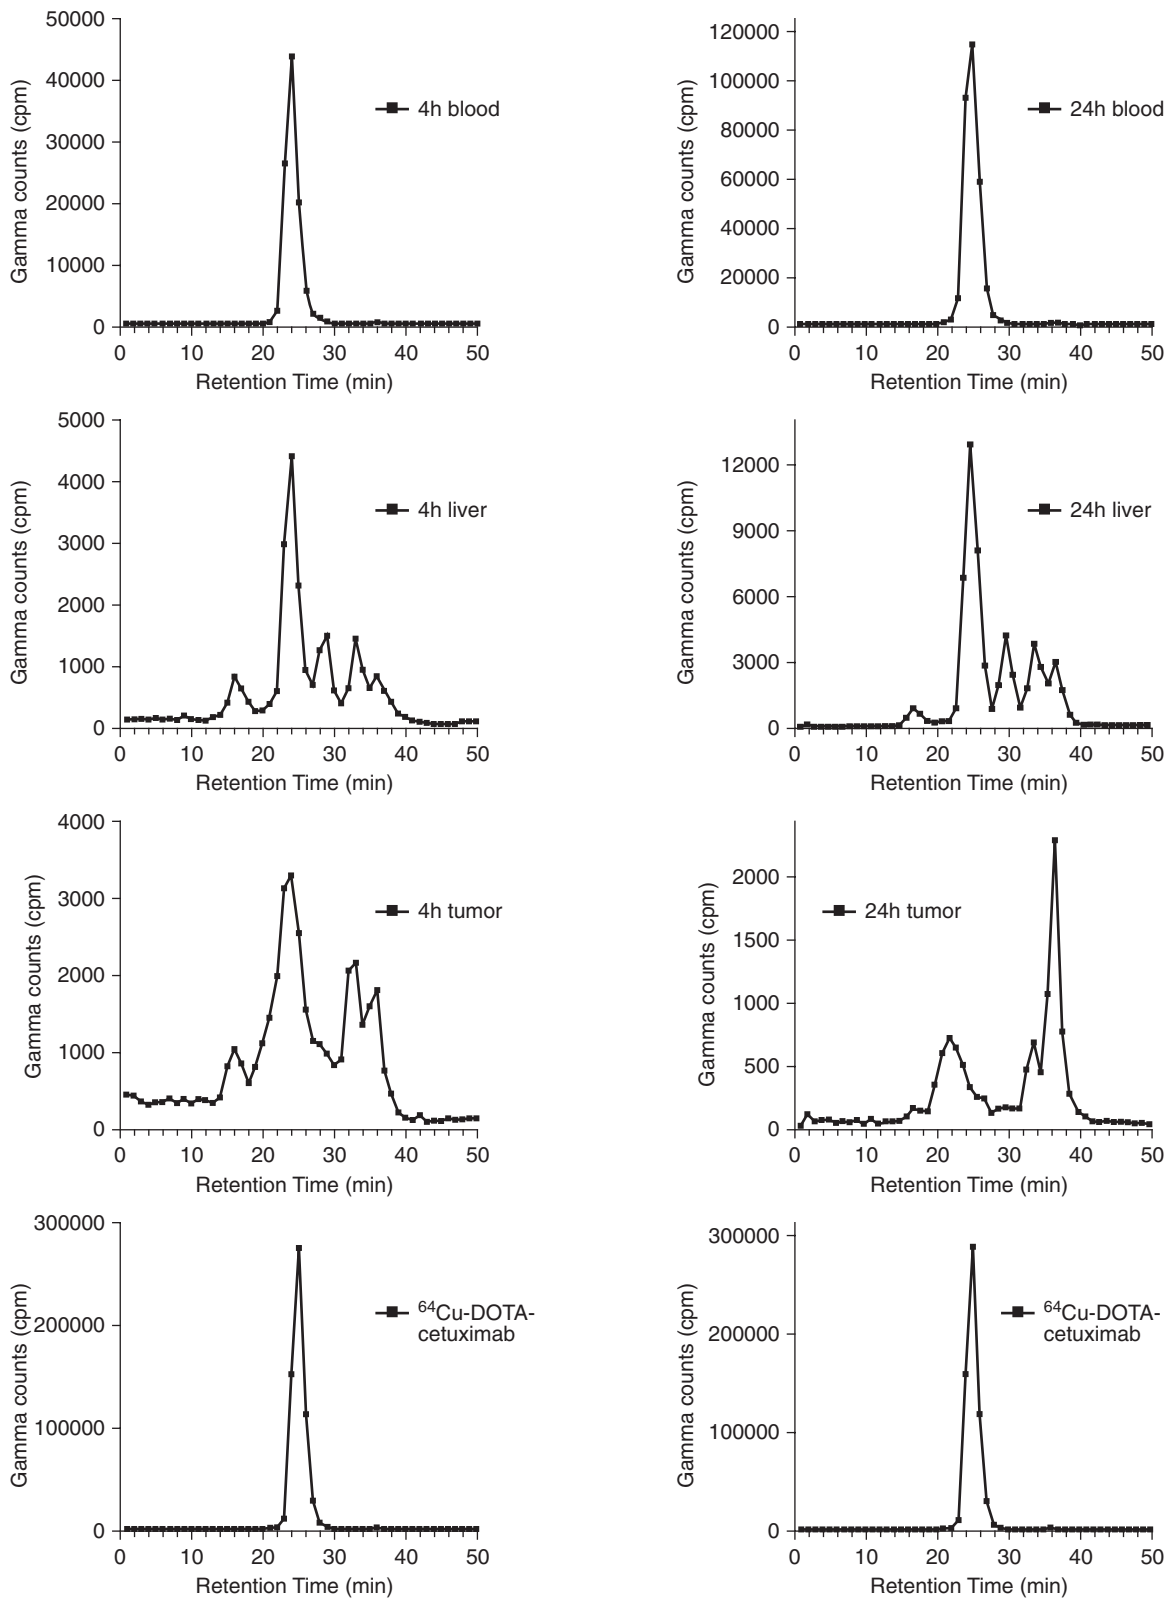 50000
40000
30000
20000
10000
0
Gamma counts (cpm)
4h blood
0 10 20 30 40 50
Retention Time (min)
120000
100000
80000
60000
40000
20000
0
Gamma counts (cpm)
24h blood
0 10 20 30 40 50
Retention Time (min)
5000
4000
3000
2000
1000
0
Gamma counts (cpm)
4h liver
0 10 20 30 40 50
Retention Time (min)
12000
9000
6000
3000
0
Gamma counts (cpm)
24h liver
0 10 20 30 40 50
Retention Time (min)
4000
3000
2000
1000
0
Gamma counts (cpm)
4h tumor
0 10 20 30 40 50
Retention Time (min)
2000
1500
1000
500
0
Gamma counts (cpm)
24h tumor
0 10 20 30 40 50
Retention Time (min)
300000
200000
100000
0
Gamma counts (cpm)
64Cu-DOTA-
cetuximab
0 10 20 30 40 50
Retention Time (min)
300000
200000
100000
0
Gamma counts (cpm)
64Cu-DOTA-
cetuximab
0 10 20 30 40 50
Retention Time (min)